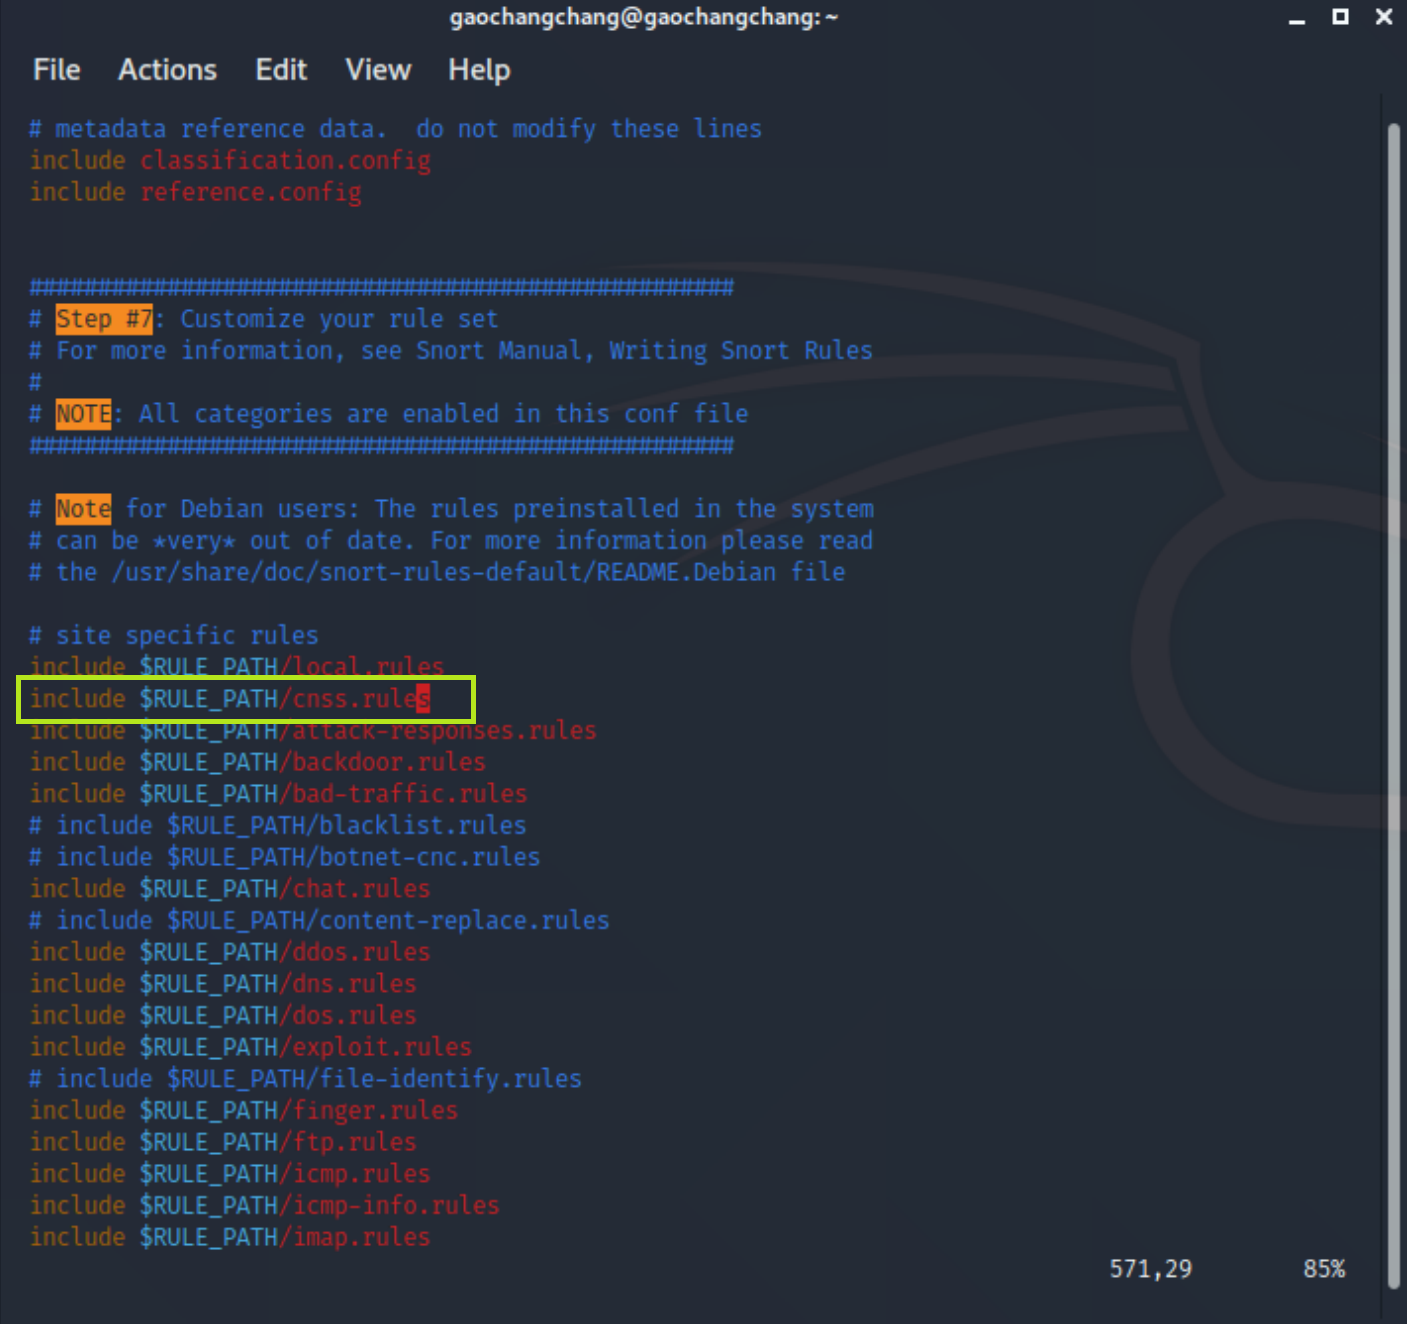 gaochangchang@gaochangchang:~
File Actions Edit View Help
# metadata reference data.  do not modify these lines
include classification.config
include reference.config
###################################################
# Step #7: Customize your rule set
# For more information, see Snort Manual, Writing Snort Rules
#
# NOTE: All categories are enabled in this conf file
###################################################
# Note for Debian users: The rules preinstalled in the system
# can be *very* out of date. For more information please read
# the /usr/share/doc/snort-rules-default/README.Debian file
# site specific rules
include $RULE_PATH/local.rules
include $RULE_PATH/cnss.rules
include $RULE_PATH/attack-responses.rules
include $RULE_PATH/backdoor.rules
include $RULE_PATH/bad-traffic.rules
# include $RULE_PATH/blacklist.rules
# include $RULE_PATH/botnet-cnc.rules
include $RULE_PATH/chat.rules
# include $RULE_PATH/content-replace.rules
include $RULE_PATH/ddos.rules
include $RULE_PATH/dns.rules
include $RULE_PATH/dos.rules
include $RULE_PATH/exploit.rules
# include $RULE_PATH/file-identify.rules
include $RULE_PATH/finger.rules
include $RULE_PATH/ftp.rules
include $RULE_PATH/icmp.rules
include $RULE_PATH/icmp-info.rules
include $RULE_PATH/imap.rules
571,29 85%